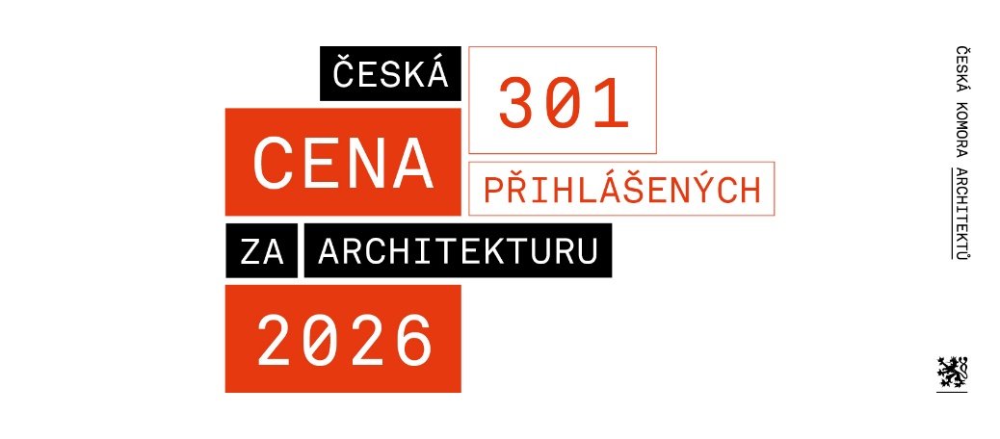 ČESKÁ
301
CENA
PŘIHLÁŠENÝCH
ZA ARCHITEKTURU
2026
ČESKÁ KOMORA ARCHITEKTŮ